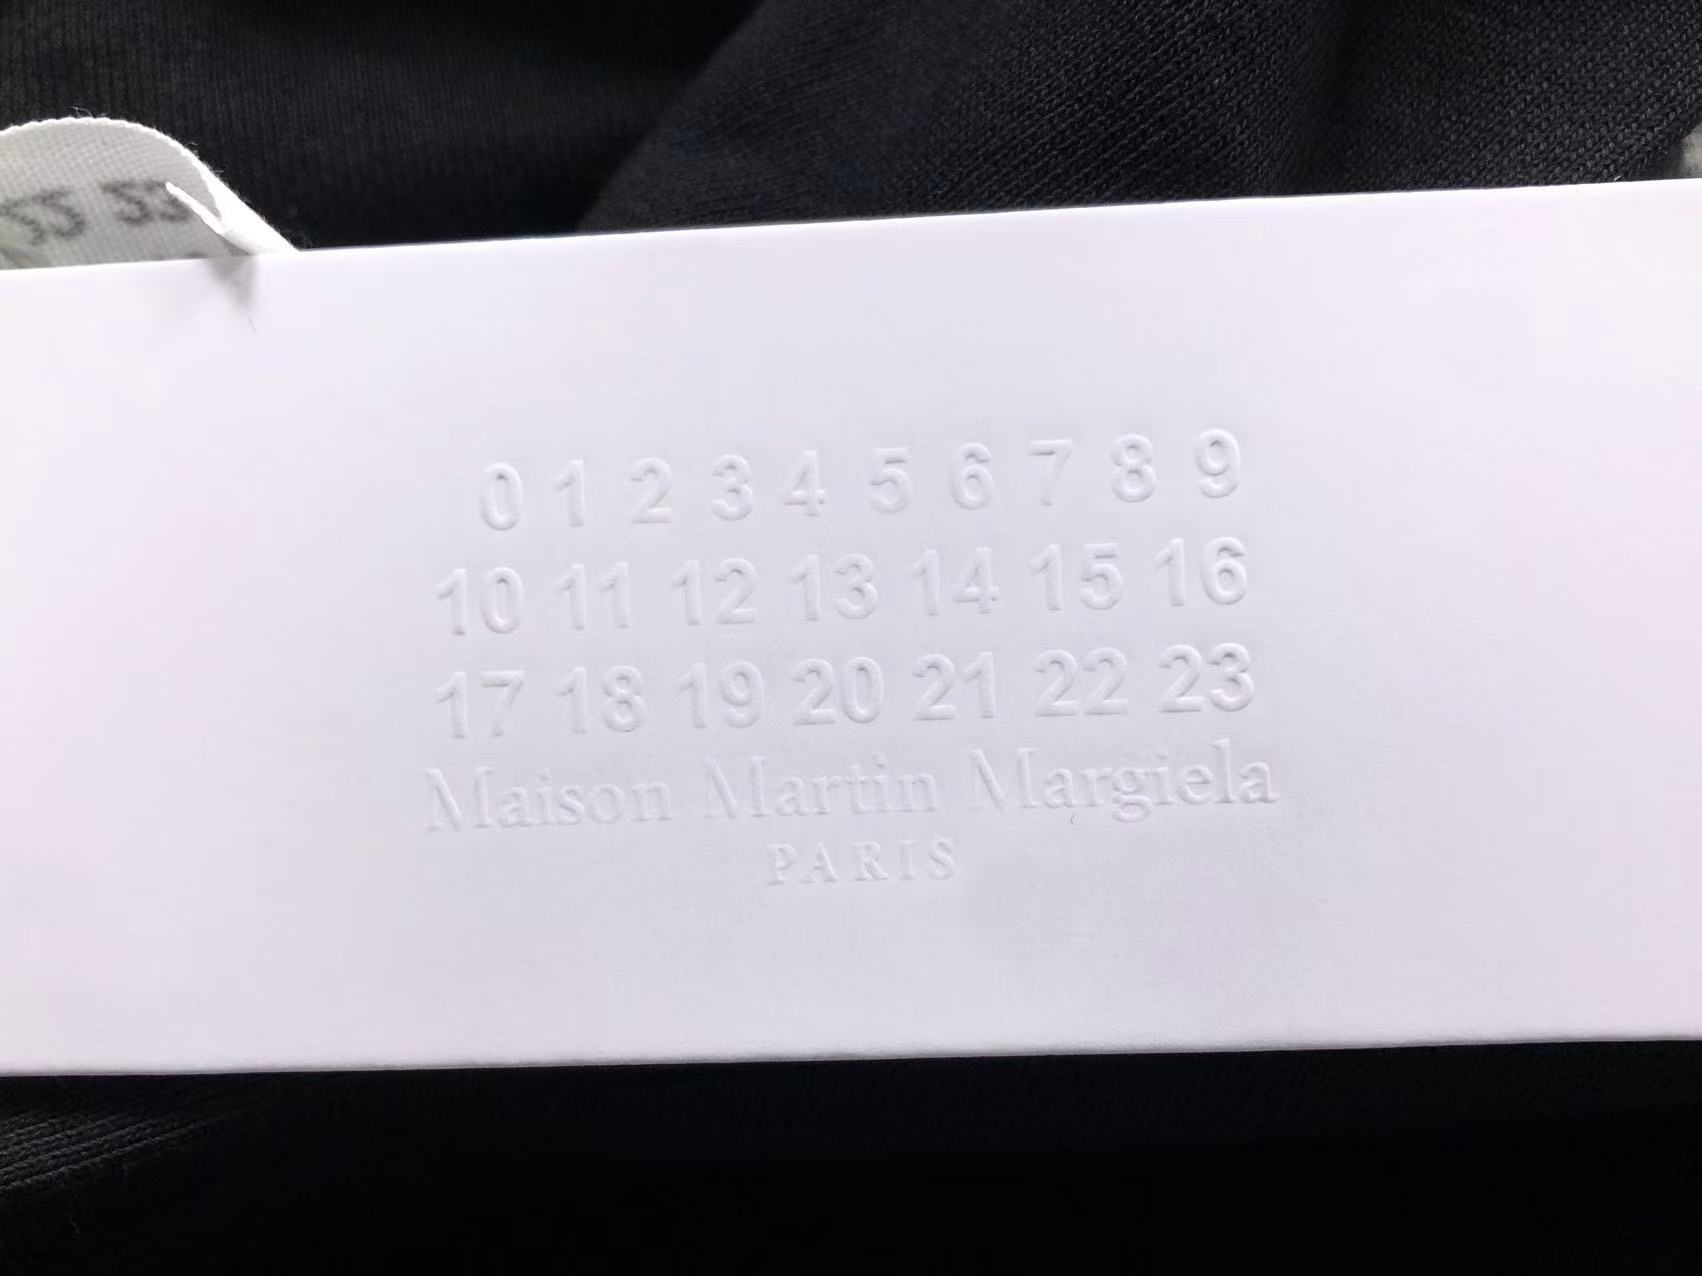 0 1 2 3 4 5 6 7 8 9
10 11 12 13 14 15 16
17 18 19 20 21 22 23
Maison Martin Margiela
PARIS